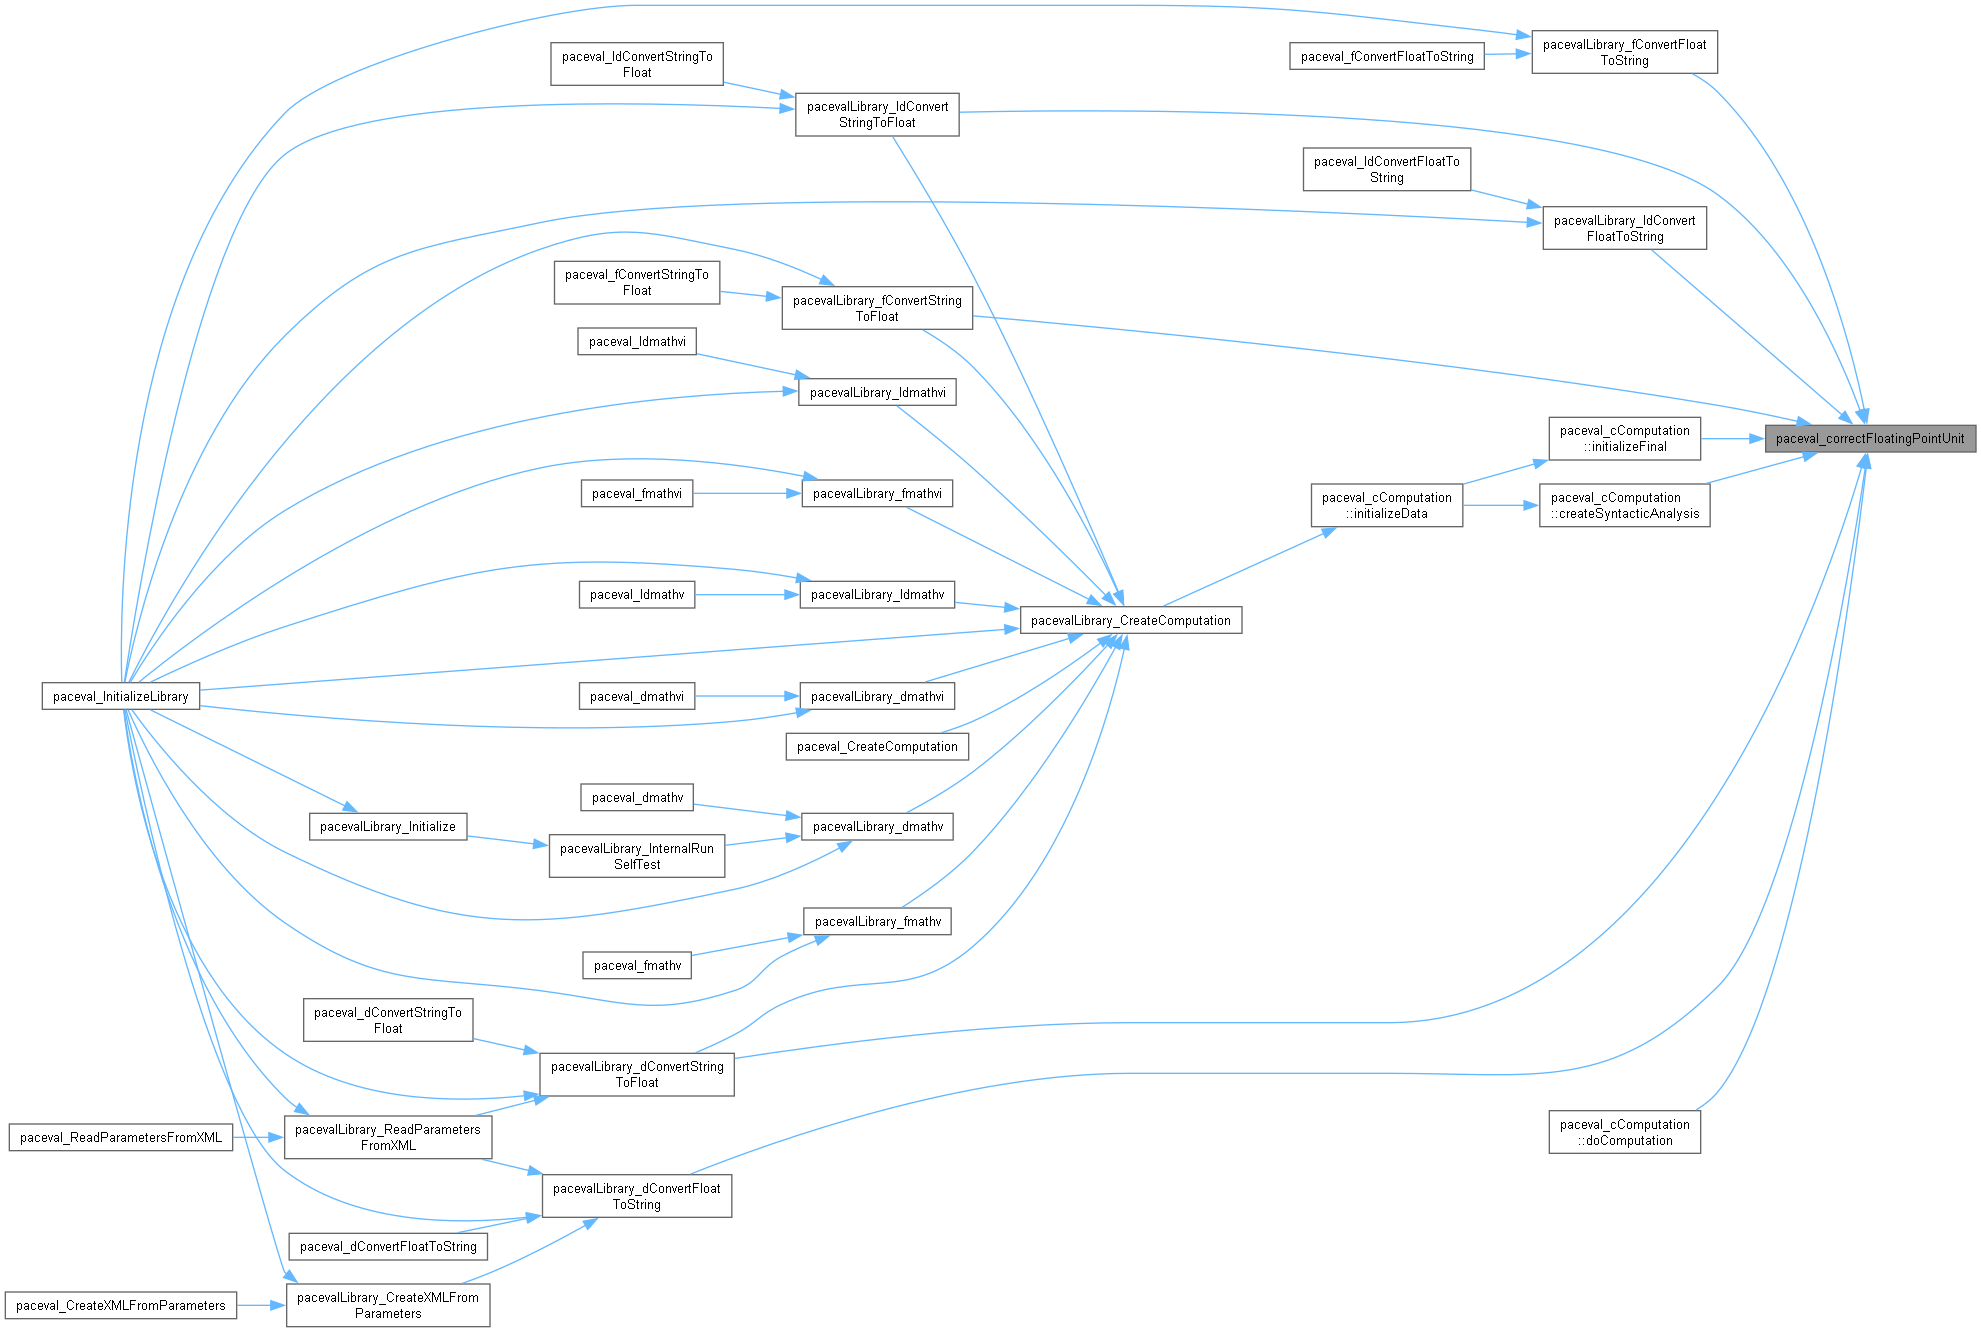 pacevalLibrary_fConvertFloat
ToString
paceval_fConvertFloatToString
paceval_ldConvertStringTo
Float
pacevalLibrary_ldConvert
StringToFloat
paceval_ldConvertFloatTo
String
pacevalLibrary_ldConvert
FloatToString
paceval_fConvertStringTo
Float
pacevalLibrary_fConvertString
ToFloat
paceval_ldmathvi
pacevalLibrary_ldmathvi
paceval_cComputation
::initializeFinal
paceval_correctFloatingPointUnit
paceval_fmathvi
pacevalLibrary_fmathvi
paceval_cComputation
::initializeData
paceval_cComputation
::createSyntacticAnalysis
paceval_ldmathv
pacevalLibrary_ldmathv
pacevalLibrary_CreateComputation
paceval_InitializeLibrary
paceval_dmathvi
pacevalLibrary_dmathvi
paceval_CreateComputation
paceval_dmathv
pacevalLibrary_Initialize
pacevalLibrary_InternalRun
SelfTest
pacevalLibrary_dmathv
pacevalLibrary_fmathv
paceval_fmathv
paceval_dConvertStringTo
Float
pacevalLibrary_dConvertString
ToFloat
paceval_ReadParametersFromXML
pacevalLibrary_ReadParameters
FromXML
paceval_cComputation
::doComputation
pacevalLibrary_dConvertFloat
ToString
paceval_dConvertFloatToString
paceval_CreateXMLFromParameters
pacevalLibrary_CreateXMLFrom
Parameters